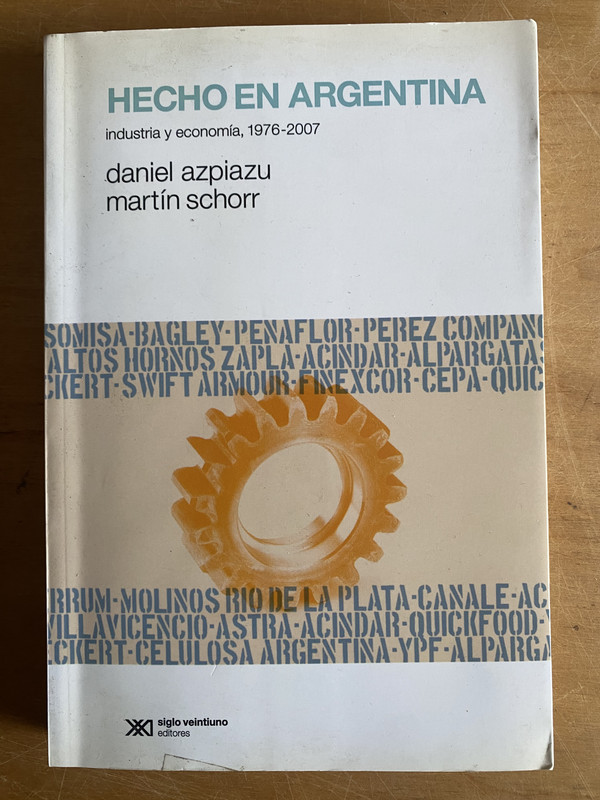 HECHO EN ARGENTINA
industria y economía, 1976-2007
daniel azpiazu
martín schorr
SOMISA-BAGLEY-PEÑAFLOR-PEREZ COMPANC
ALTOS HORNOS ZAPLA-ACINDAR-ALPARGATAS
CKERT-SWIFT ARMOUR-FINEXCOR-CEPA-QUIC
ERRUM-MOLINOS RIO DE LA PLATA-CANALE-AC
VILLAVICENCIO-ASTRA-ACINDAR-QUICKFOOD-
ECKERT-CELULOSA ARGENTINA-YPF-ALPARGA
siglo veintiuno
editores